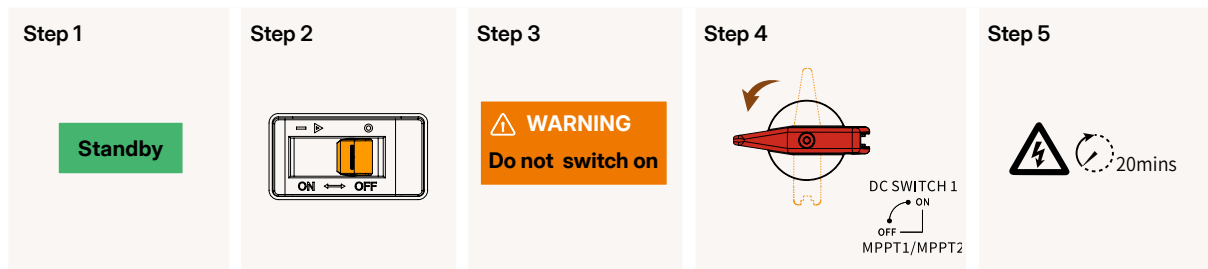 Step 1
Standby
Step 2
ON OFF
Step 3
WARNING
Do not switch on
Step 4
DC SWITCH 1
ON
OFF
MPPT1/MPPT2
Step 5
20mins